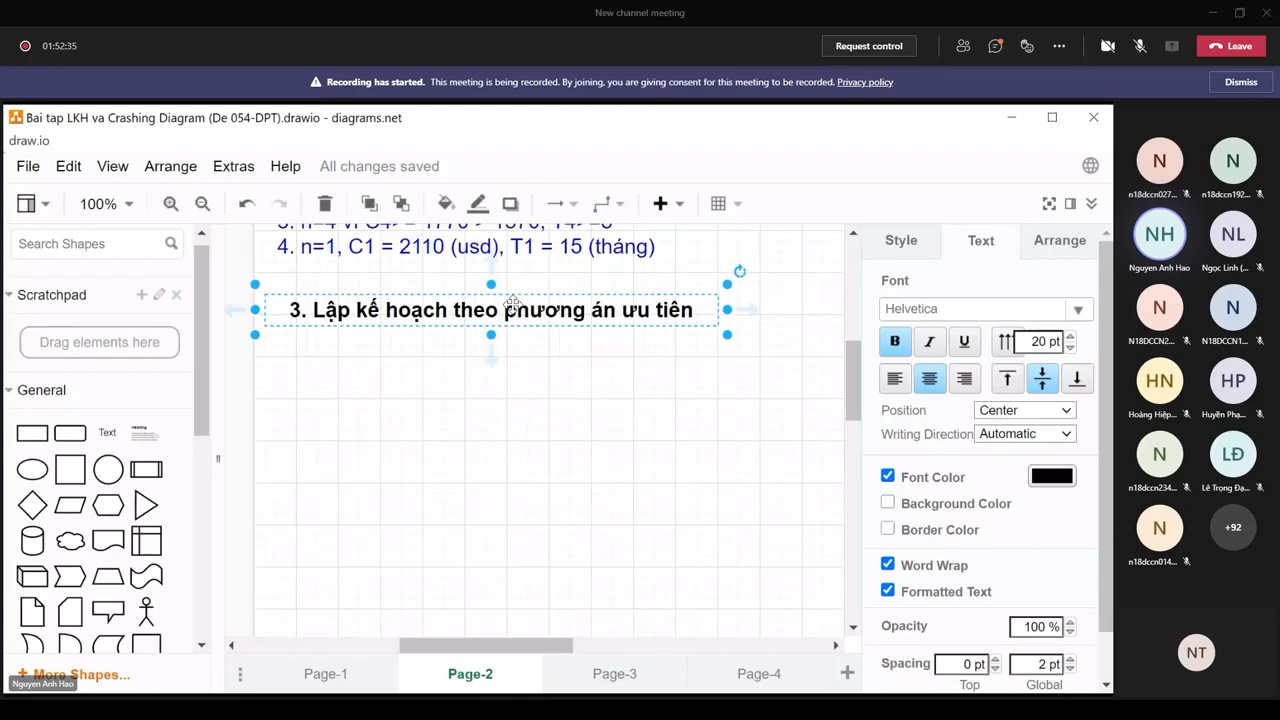 New channel meeting
01:52:35
Request control
Leave
Recording has started. This meeting is being recorded. By joining, you are giving consent for this meeting to be recorded. Privacy policy
Dismiss
Bai tap LKH va Crashing Diagram (De 054-DPT).drawio - diagrams.net
draw.io
File Edit View Arrange Extras Help All changes saved
100%
Search Shapes
Scratchpad
Drag elements here
General
Text
Heading
More Shapes...
Nguyen Anh Hao
4. n=1, C1 = 2110 (usd), T1 = 15 (tháng)
3. Lập kế hoạch theo phương án ưu tiên
Page-1 Page-2 Page-3 Page-4
Style Text Arrange
Font
Helvetica
B I U 20 pt
Position Center
Writing Direction Automatic
Font Color
Background Color
Border Color
Word Wrap
Formatted Text
Opacity 100 %
Spacing 0 pt 2 pt
Top Global
N N
n18dccn027... n18dccn192...
NH NL
Nguyen Anh Hao Ngọc Linh (...
N N
N18DCCN2... N18DCCN1...
HN HP
Hoàng Hiệp... Huyền Phạ...
N LĐ
n18dccn234... Lê Trọng Đạ...
N +92
n18dccn014...
NT